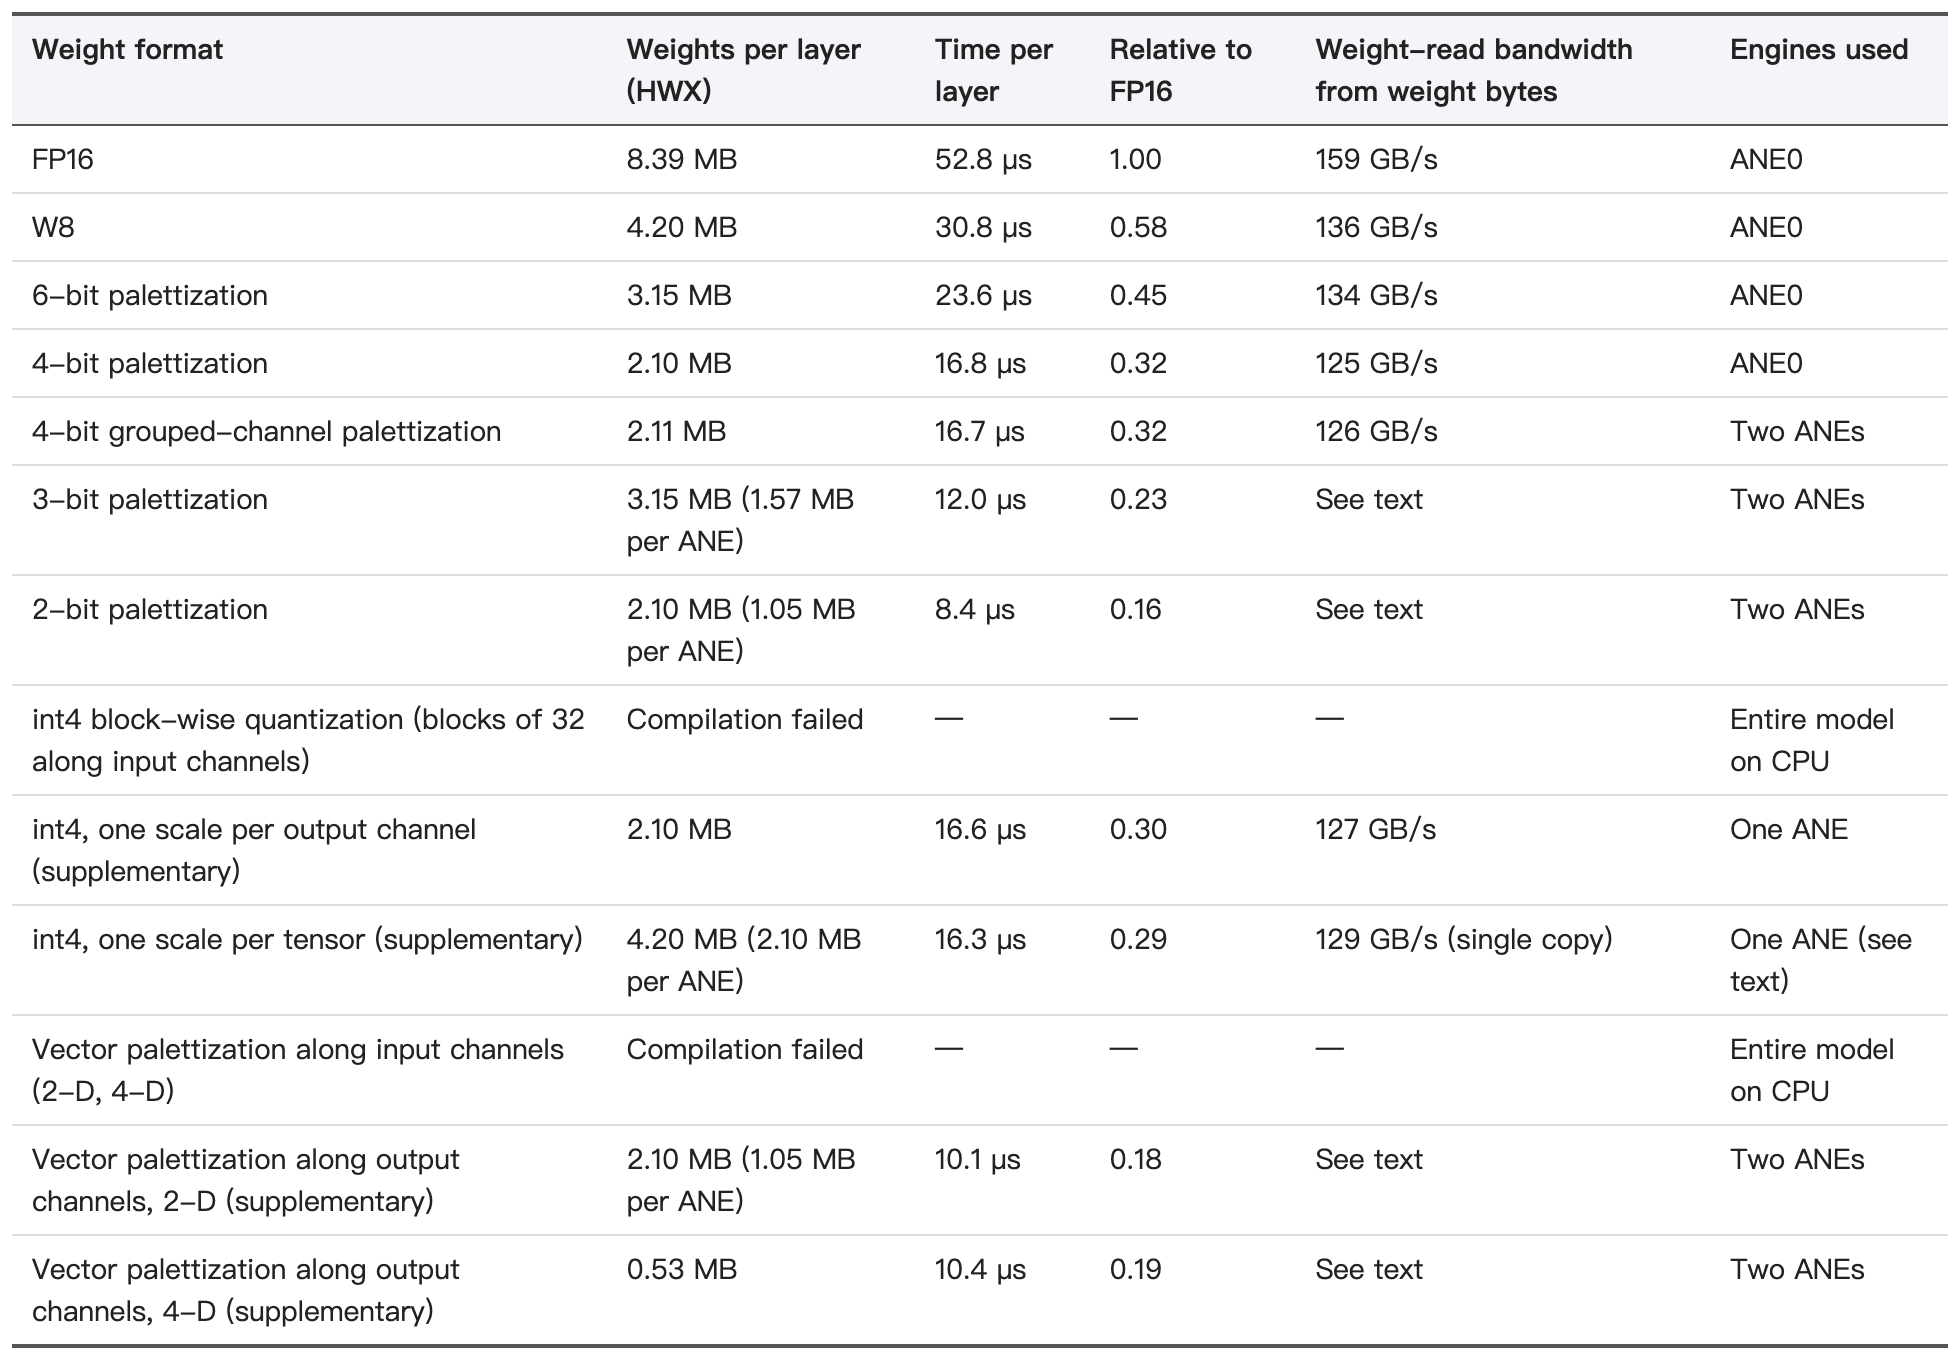 Weight format Weights per layer (HWX) Time per layer Relative to FP16 Weight–read bandwidth from weight bytes Engines used
FP16 8.39 MB 52.8 µs 1.00 159 GB/s ANE0
W8 4.20 MB 30.8 µs 0.58 136 GB/s ANE0
6–bit palettization 3.15 MB 23.6 µs 0.45 134 GB/s ANE0
4–bit palettization 2.10 MB 16.8 µs 0.32 125 GB/s ANE0
4–bit grouped–channel palettization 2.11 MB 16.7 µs 0.32 126 GB/s Two ANEs
3–bit palettization 3.15 MB (1.57 MB per ANE) 12.0 µs 0.23 See text Two ANEs
2–bit palettization 2.10 MB (1.05 MB per ANE) 8.4 µs 0.16 See text Two ANEs
int4 block–wise quantization (blocks of 32 along input channels) Compilation failed — — — Entire model on CPU
int4, one scale per output channel (supplementary) 2.10 MB 16.6 µs 0.30 127 GB/s One ANE
int4, one scale per tensor (supplementary) 4.20 MB (2.10 MB per ANE) 16.3 µs 0.29 129 GB/s (single copy) One ANE (see text)
Vector palettization along input channels (2–D, 4–D) Compilation failed — — — Entire model on CPU
Vector palettization along output channels, 2–D (supplementary) 2.10 MB (1.05 MB per ANE) 10.1 µs 0.18 See text Two ANEs
Vector palettization along output channels, 4–D (supplementary) 0.53 MB 10.4 µs 0.19 See text Two ANEs